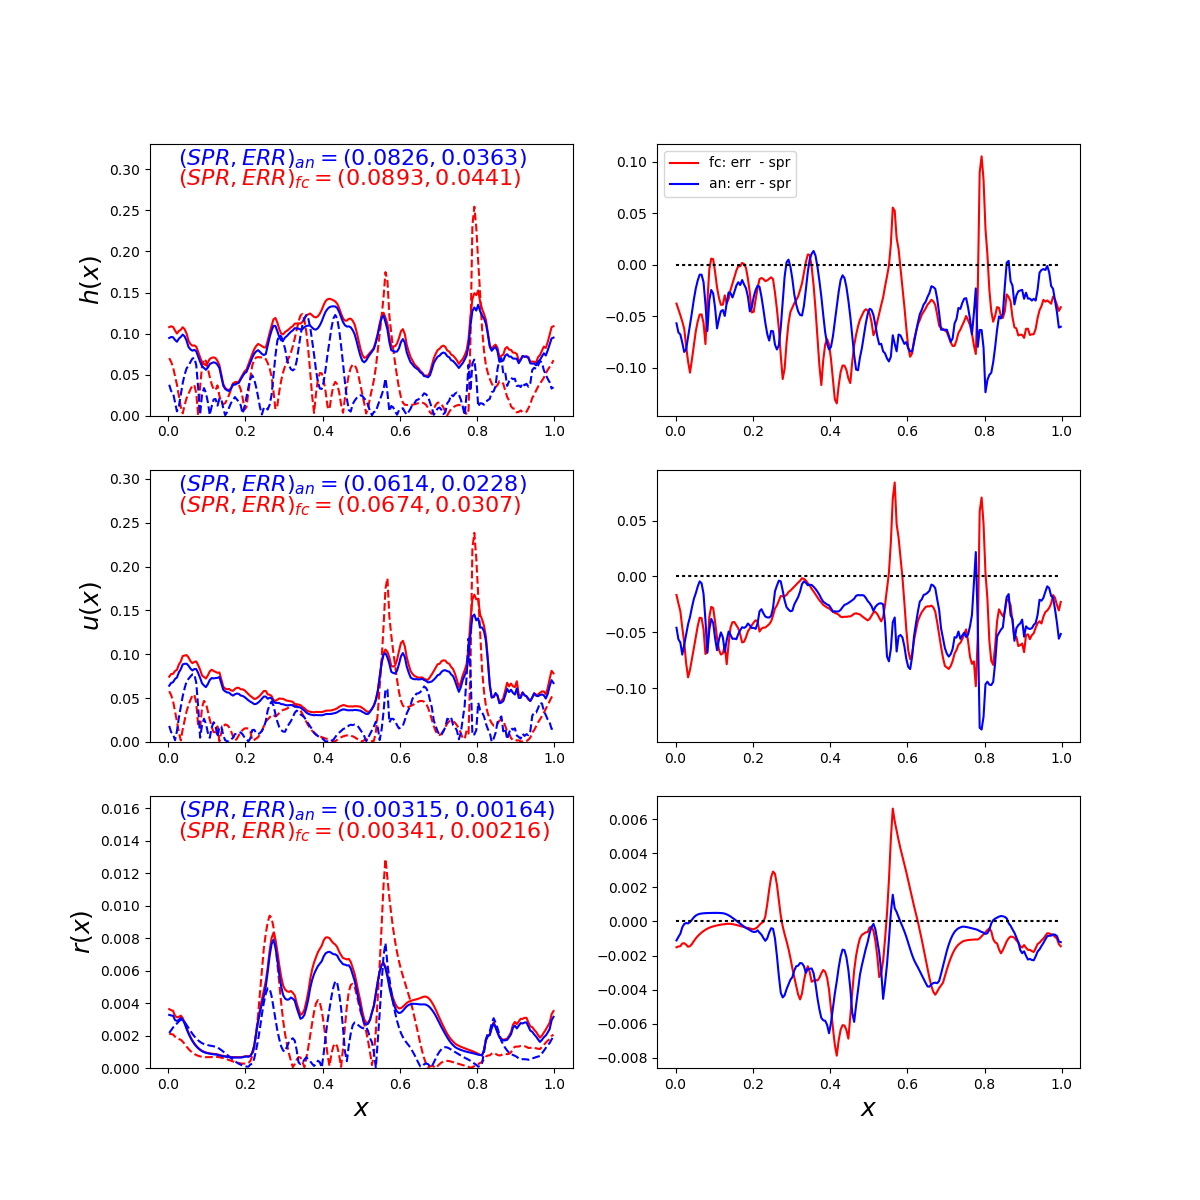 (SPR, ERR)an = (0.0826, 0.0363)
(SPR, ERR)fc = (0.0893, 0.0441)
h(x)
0.30
0.25
0.20
0.15
0.10
0.05
0.00
0.0 0.2 0.4 0.6 0.8 1.0
fc: err - spr
an: err - spr
0.10
0.05
0.00
−0.05
−0.10
0.0 0.2 0.4 0.6 0.8 1.0
(SPR, ERR)an = (0.0614, 0.0228)
(SPR, ERR)fc = (0.0674, 0.0307)
u(x)
0.30
0.25
0.20
0.15
0.10
0.05
0.00
0.0 0.2 0.4 0.6 0.8 1.0
0.05
0.00
−0.05
−0.10
0.0 0.2 0.4 0.6 0.8 1.0
(SPR, ERR)an = (0.00315, 0.00164)
(SPR, ERR)fc = (0.00341, 0.00216)
r(x)
0.016
0.014
0.012
0.010
0.008
0.006
0.004
0.002
0.000
0.0 0.2 0.4 0.6 0.8 1.0
x
0.006
0.004
0.002
0.000
−0.002
−0.004
−0.006
−0.008
0.0 0.2 0.4 0.6 0.8 1.0
x